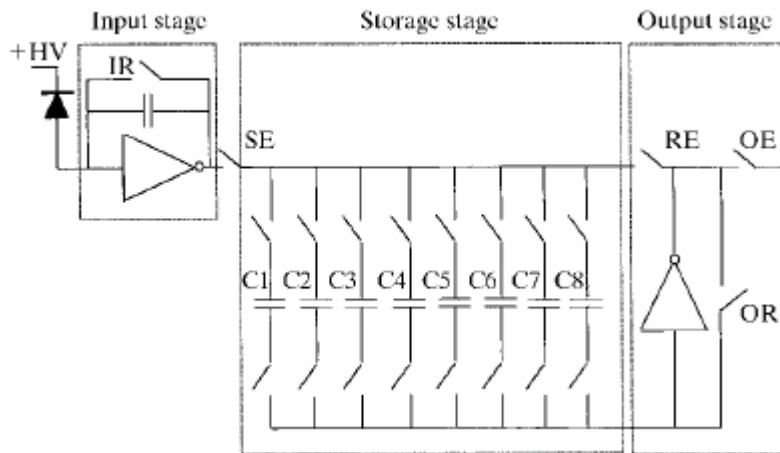 Input stage
Storage stage
Output stage
+HV
IR
SE
RE
OE
C1 C2 C3 C4 C5 C6 C7 C8
OR